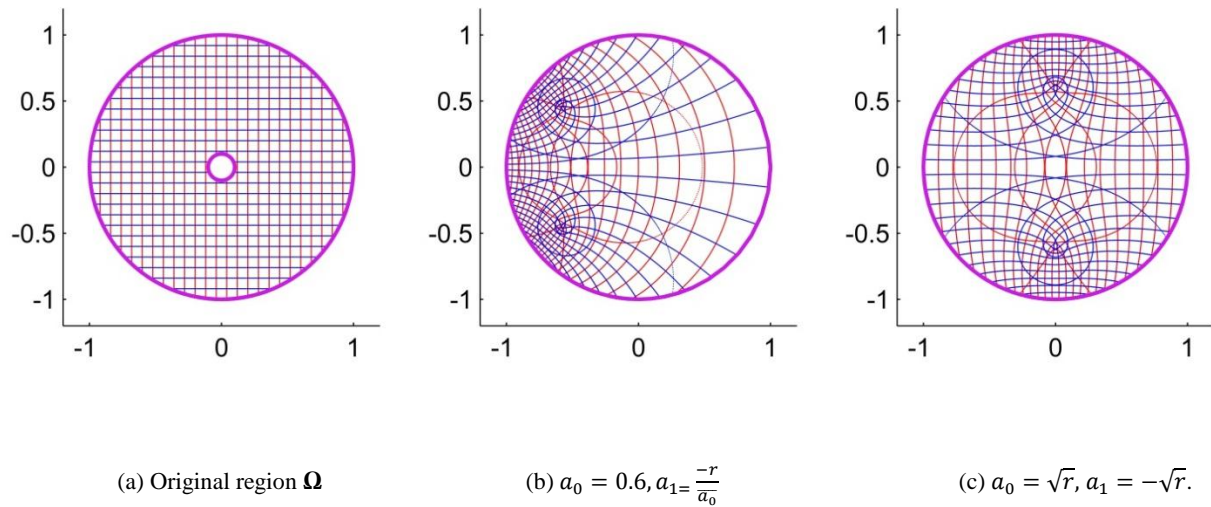 1
0.5
0
-0.5
-1
-1 0 1
1
0.5
0
-0.5
-1
-1 0 1
1
0.5
0
-0.5
-1
-1 0 1
(a) Original region Ω
(b) a₀ = 0.6, a₁₌ −r/a̅₀
(c) a₀ = √r, a₁ = −√r.